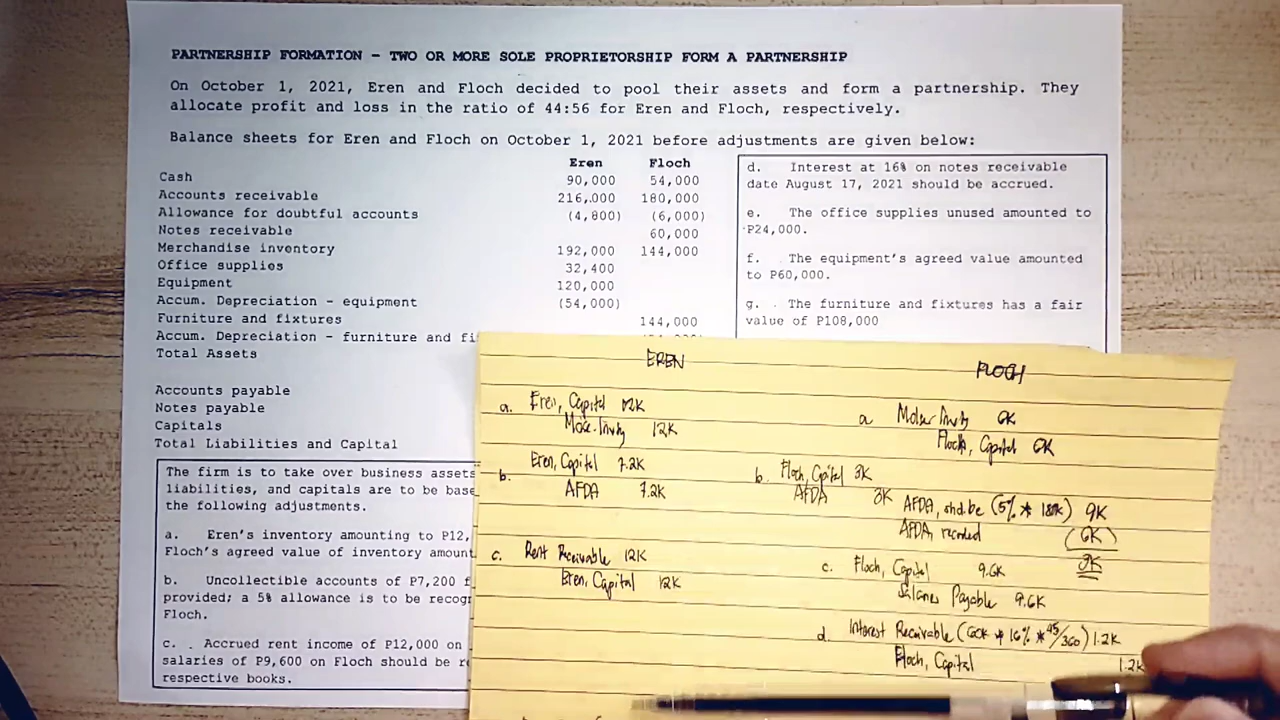 PARTNERSHIP FORMATION – TWO OR MORE SOLE PROPRIETORSHIP FORM A PARTNERSHIP
On October 1, 2021, Eren and Floch decided to pool their assets and form a partnership. They
allocate profit and loss in the ratio of 44:56 for Eren and Floch, respectively.
Balance sheets for Eren and Floch on October 1, 2021 before adjustments are given below:
Eren Floch
Cash 90,000 54,000
Accounts receivable 216,000 180,000
Allowance for doubtful accounts (4,800) (6,000)
Notes receivable 60,000
Merchandise inventory 192,000 144,000
Office supplies 32,400
Equipment 120,000
Accum. Depreciation - equipment (54,000)
Furniture and fixtures 144,000
Accum. Depreciation - furniture and fi
Total Assets
Accounts payable
Notes payable
Capitals
Total Liabilities and Capital
The firm is to take over business assets
liabilities, and capitals are to be base
the following adjustments.
a. Eren's inventory amounting to P12,
Floch's agreed value of inventory amount
b. Uncollectible accounts of P7,200 f
provided; a 5% allowance is to be recog
Floch.
c. Accrued rent income of P12,000 on
salaries of P9,600 on Floch should be re
respective books.
d. Interest at 16% on notes receivable
date August 17, 2021 should be accrued.
e. The office supplies unused amounted to
P24,000.
f. The equipment's agreed value amounted
to P60,000.
g. The furniture and fixtures has a fair
value of P108,000
EREN
a. Eren, Capital 12K
12K
b. Eren, Capital 7.2K
AFDA 7.2K
c. Rent Receivable 12K
Eren, Capital 12K
FLOCH
a 6K
Floch, Capital 6K
b. Floch, Capital 3K
AFDA 3K
AFDA, shd. be (5% * 180K) 9K
AFDA recorded (6K)
3K
c. Floch, Capital 9.6K
Salaries Payable 9.6K
d. Interest Receivable (60K * 16% * 45/360) 1.2K
Floch, Capital 1.2K